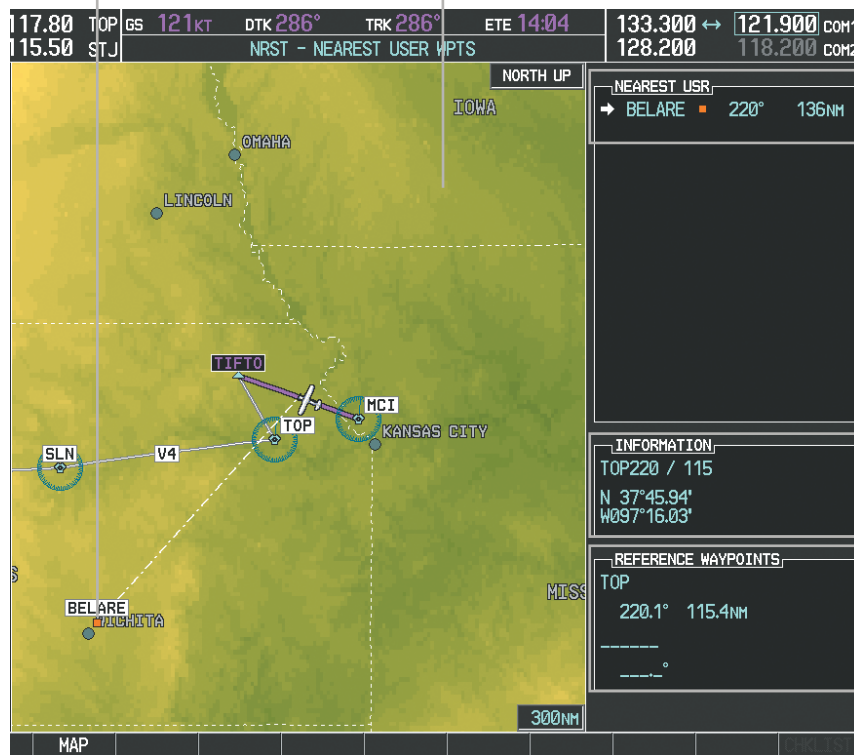 117.80 TOP GS 121KT DTK 286° TRK 286° ETE 14:04 133.300 ↔ 121.900 COM1
115.50 STJ NRST - NEAREST USER WPTS 128.200 118.200 COM2
NORTH UP
IOWA
OMAHA
LINCOLN
TIFTO
MCI
TOP
KANSAS CITY
SLN
V4
MISS
BELARE
WICHITA
300NM
NEAREST USR
BELARE 220° 136NM
INFORMATION
TOP220 / 115
N 37°45.94'
W097°16.03'
REFERENCE WAYPOINTS
TOP
220.1° 115.4NM
______
___._°
MAP
CHKLIST